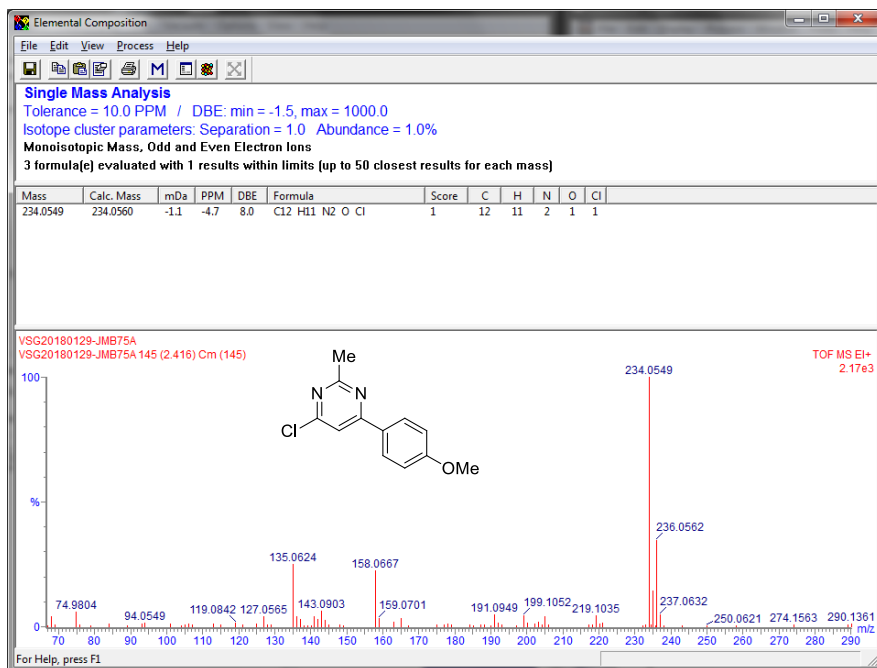 Elemental Composition
File Edit View Process Help
M
Single Mass Analysis
Tolerance = 10.0 PPM / DBE: min = -1.5, max = 1000.0
Isotope cluster parameters: Separation = 1.0 Abundance = 1.0%
Monoisotopic Mass, Odd and Even Electron Ions
3 formula(e) evaluated with 1 results within limits (up to 50 closest results for each mass)
Mass Calc. Mass mDa PPM DBE Formula Score C H N O Cl
234.0549 234.0560 -1.1 -4.7 8.0 C12 H11 N2 O Cl 1 12 11 2 1 1
VSG20180129-JMB75A
VSG20180129-JMB75A 145 (2.416) Cm (145)
TOF MS EI+
2.17e3
Me
N N
Cl
OMe
100
%
0
234.0549
236.0562
135.0624
158.0667
74.9804
94.0549
119.0842
127.0565
143.0903
159.0701
191.0949
199.1052
219.1035
237.0632
250.0621
274.1563
290.1361
m/z
70 80 90 100 110 120 130 140 150 160 170 180 190 200 210 220 230 240 250 260 270 280 290
For Help, press F1